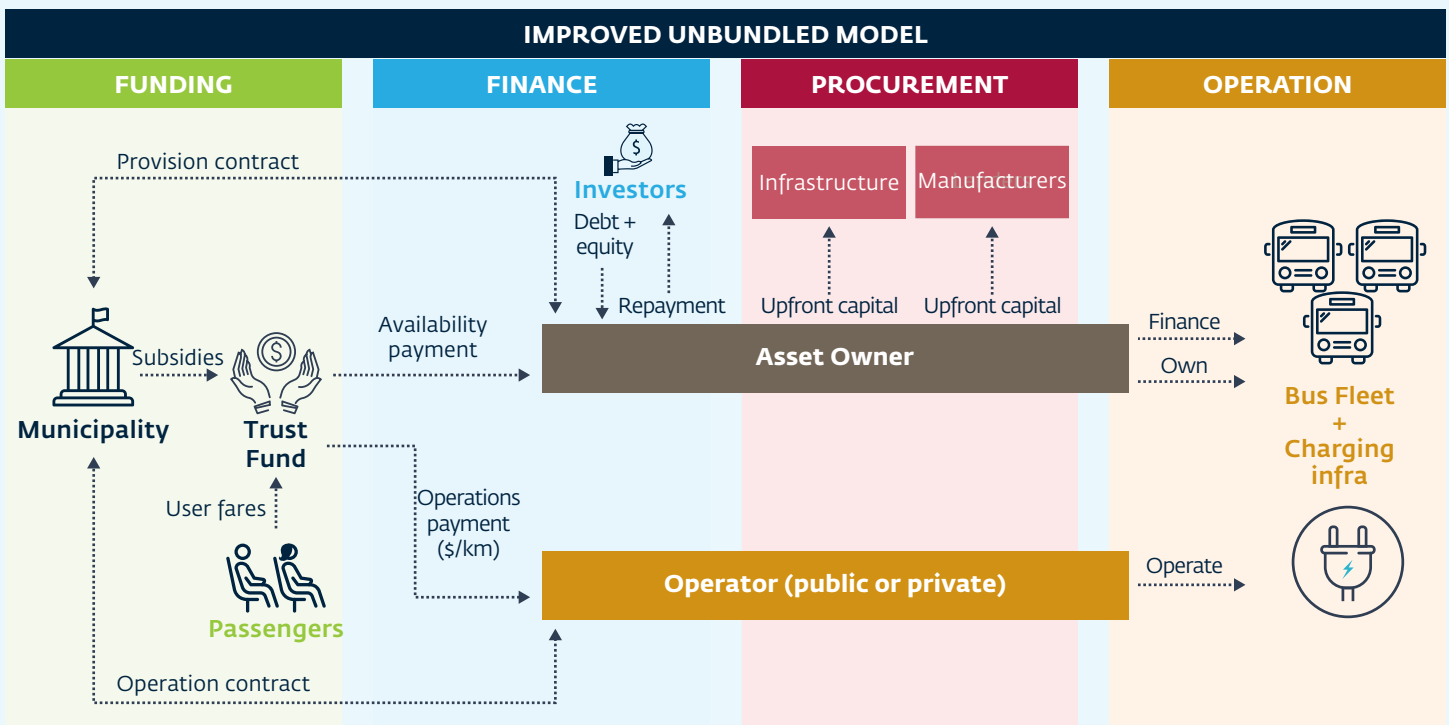 IMPROVED UNBUNDLED MODEL
FUNDING
FINANCE
PROCUREMENT
OPERATION
Provision contract
Investors
Debt +
equity
Repayment
Infrastructure
Manufacturers
Upfront capital
Upfront capital
Municipality
Subsidies
Trust
Fund
Availability
payment
Asset Owner
Finance
Own
Bus Fleet
+
Charging
infra
User fares
Passengers
Operations
payment
($/km)
Operator (public or private)
Operate
Operation contract